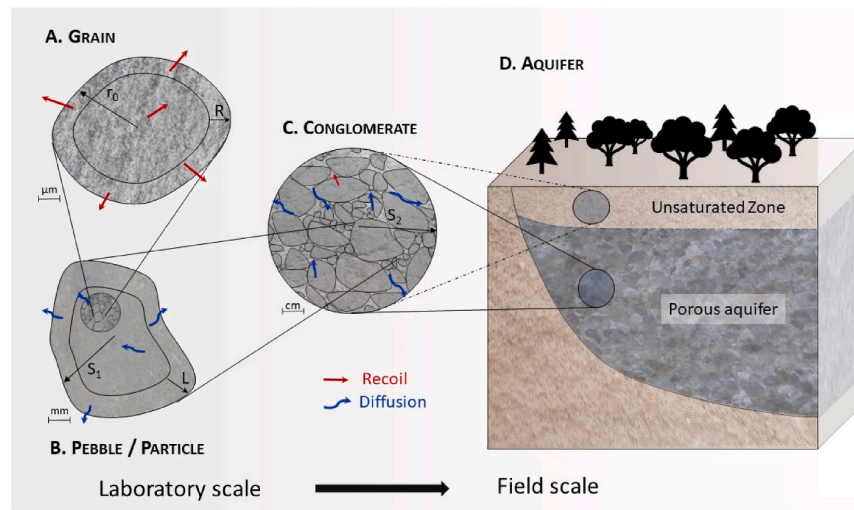 A. GRAIN
r0
R
μm
B. PEBBLE / PARTICLE
S1
L
mm
C. CONGLOMERATE
S2
cm
Recoil
Diffusion
D. AQUIFER
Unsaturated Zone
Porous aquifer
Laboratory scale
Field scale